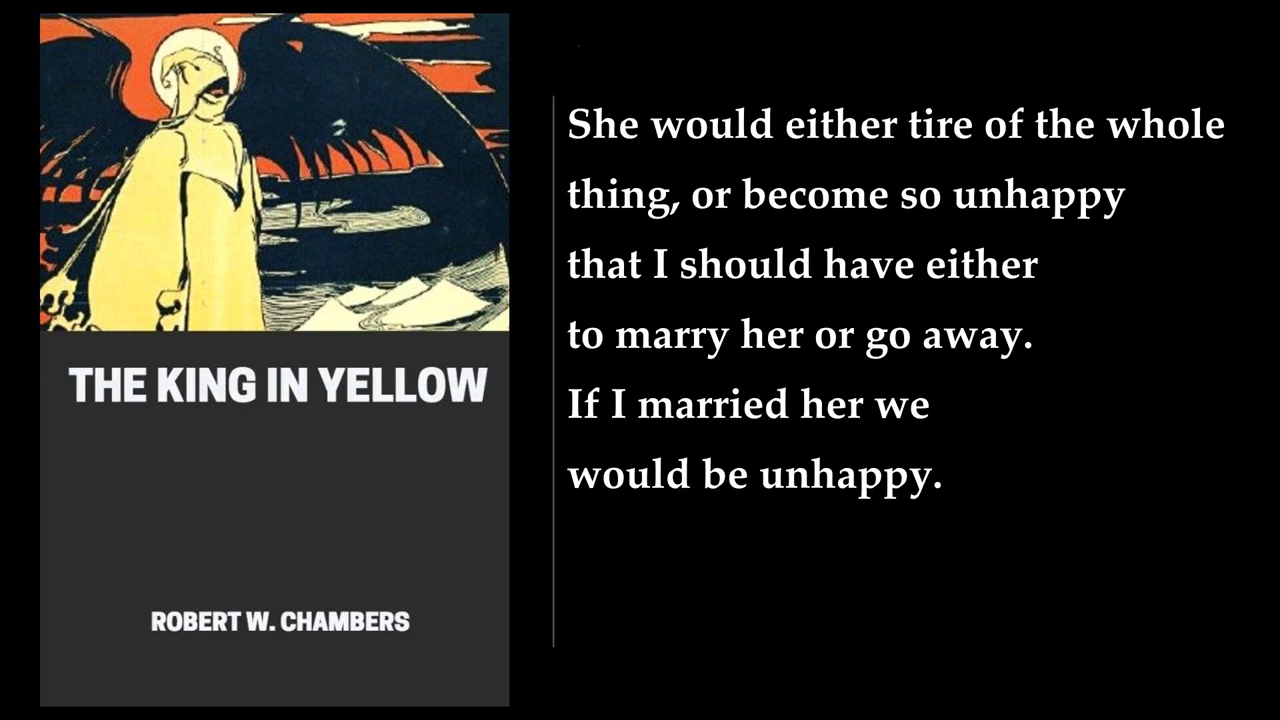 THE KING IN YELLOW
ROBERT W. CHAMBERS
She would either tire of the whole
thing, or become so unhappy
that I should have either
to marry her or go away.
If I married her we
would be unhappy.